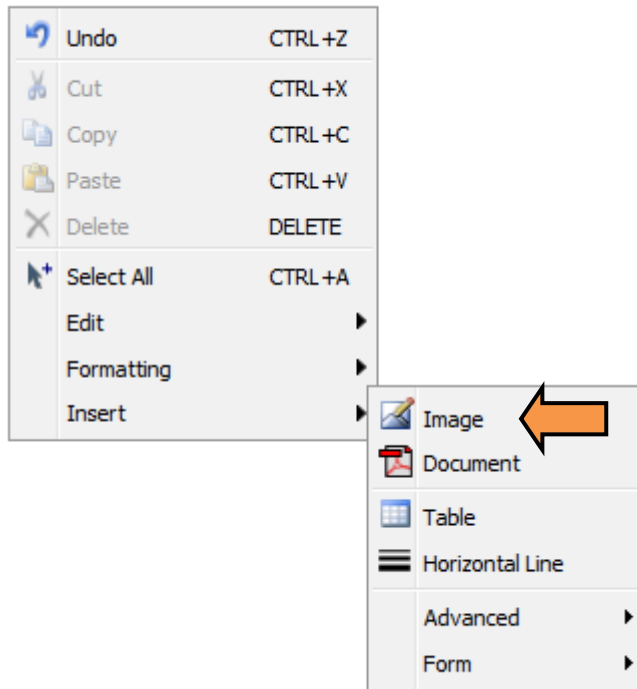 Undo CTRL+Z
Cut CTRL+X
Copy CTRL+C
Paste CTRL+V
Delete DELETE
Select All CTRL+A
Edit
Formatting
Insert
Image
Document
Table
Horizontal Line
Advanced
Form